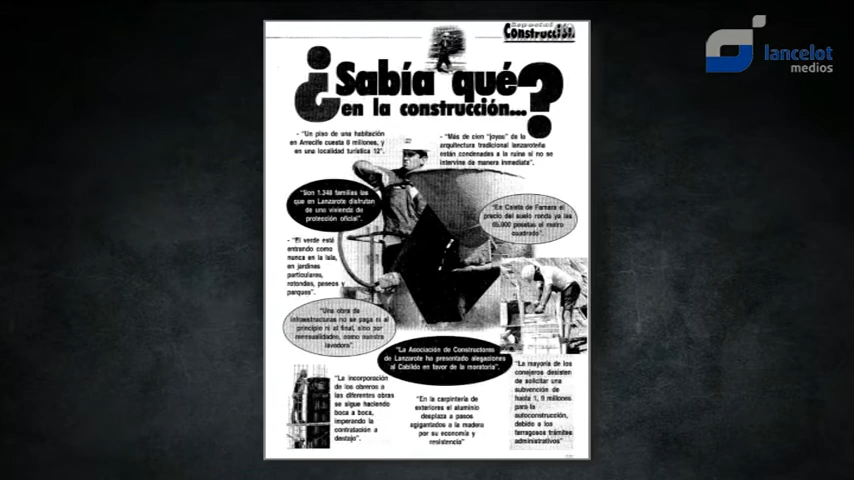 Especial
Construcción
lancelot
medios
¿Sabía qué
en la construcción...?
- "Un piso de una habitación
en Arrecife cuesta 8 millones, y
en una localidad turística 12".
- "Más de cien "joyas" de la
arquitectura tradicional lanzaroteña
están condenadas a la ruina si no se
interviene de manera inmediata".
"Son 1.348 familias las
que en Lanzarote disfrutan
de una vivienda de
protección oficial".
"En Caleta de Famara el
precio del suelo ronda ya las
65.000 pesetas el metro
cuadrado".
- "El verde está
entrando como
nunca en la isla,
en jardines
particulares,
rotondas, paseos y
parques".
"Una obra de
infraestructuras no se paga ni al
principio ni al final, sino por
mensualidades, como nuestra
lavadora".
"La Asociación de Constructores
de Lanzarote ha presentado alegaciones
al Cabildo en favor de la moratoria".
"La incorporación
de los obreros a
las diferentes obras
se sigue haciendo
boca a boca,
imperando la
contratación a
destajo".
"En la carpintería de
exteriores el aluminio
desplaza a pasos
agigantados a la madera
por su economía y
resistencia"
"La mayoría de los
conejeros desisten
de solicitar una
subvención de
hasta 1, 9 millones
para la
autoconstrucción,
debido a los
farragosos trámites
administrativos"